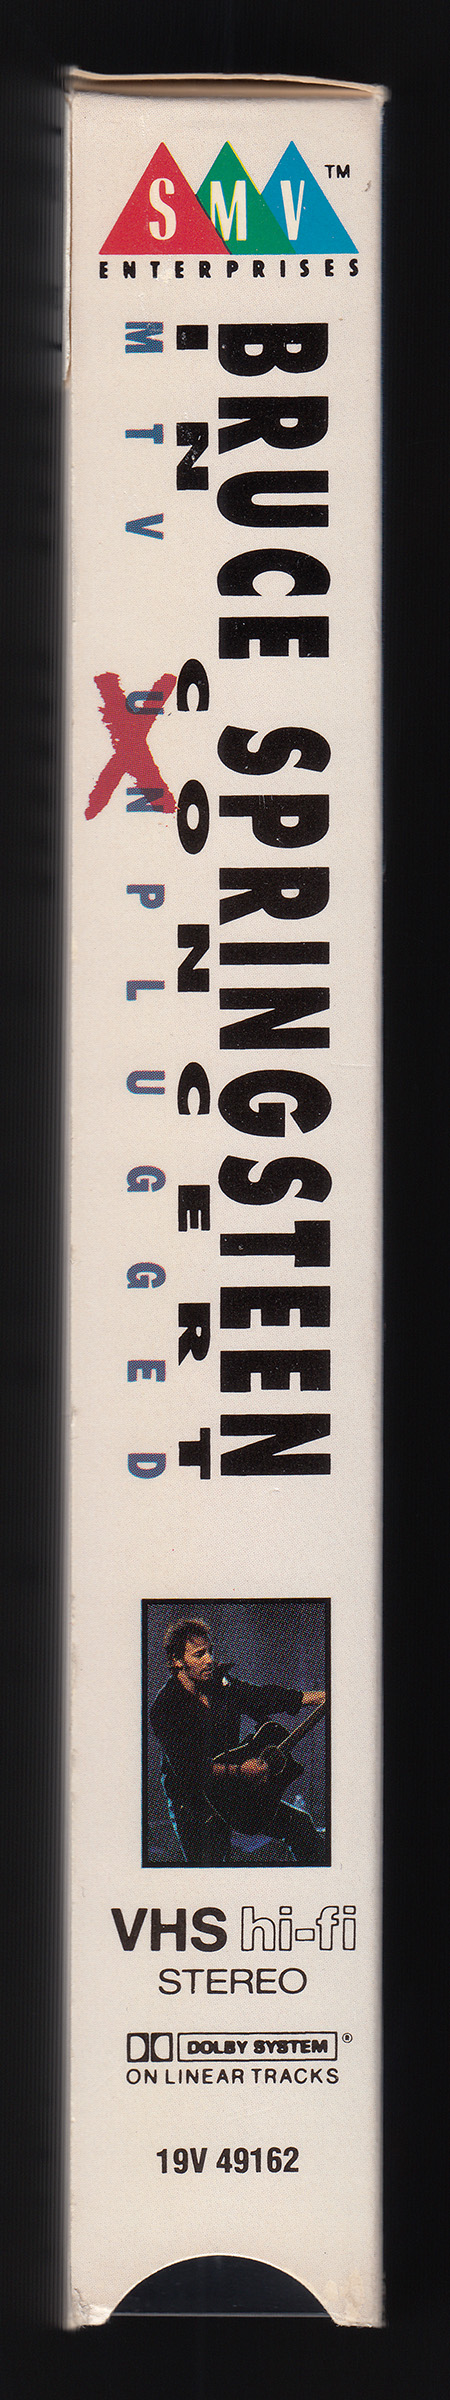 SMV™
ENTERPRISES
BRUCE SPRINGSTEEN
IN CONCERT
MTV UNPLUGGED
VHS hi-fi
STEREO
DOLBY SYSTEM®
ON LINEAR TRACKS
19V 49162